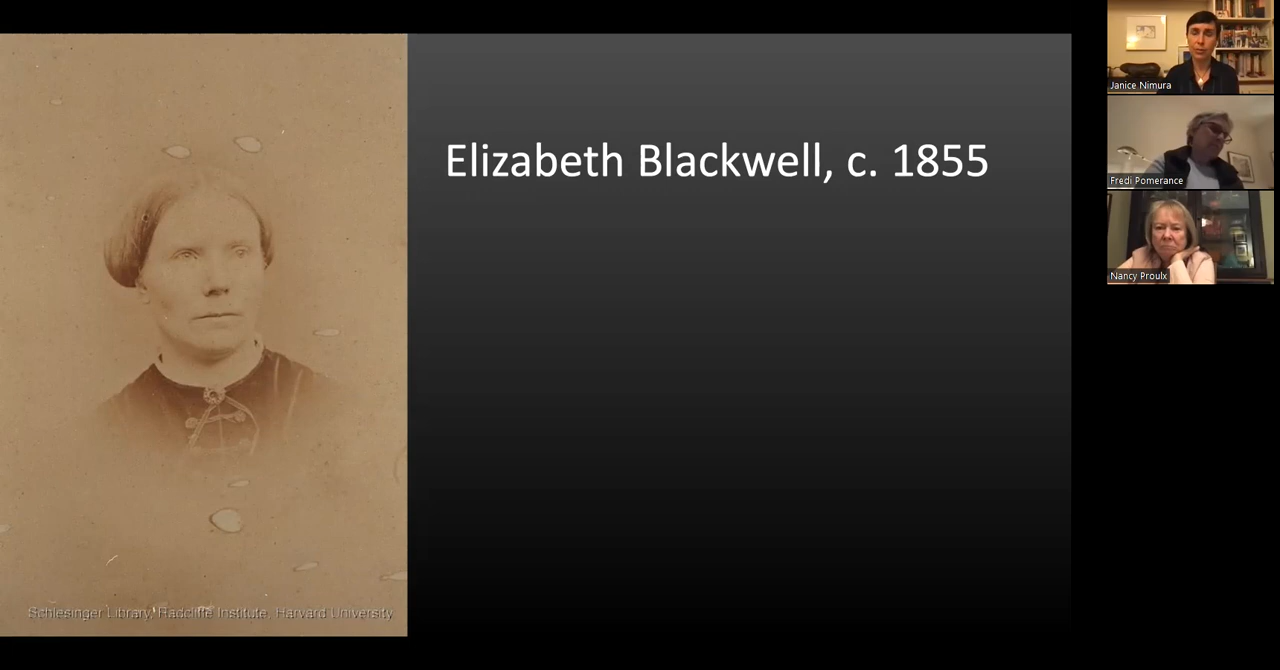 Elizabeth Blackwell, c. 1855
Schlesinger Library, Radcliffe Institute, Harvard University
Janice Nimura
Fredi Pomerance
Nancy Proulx